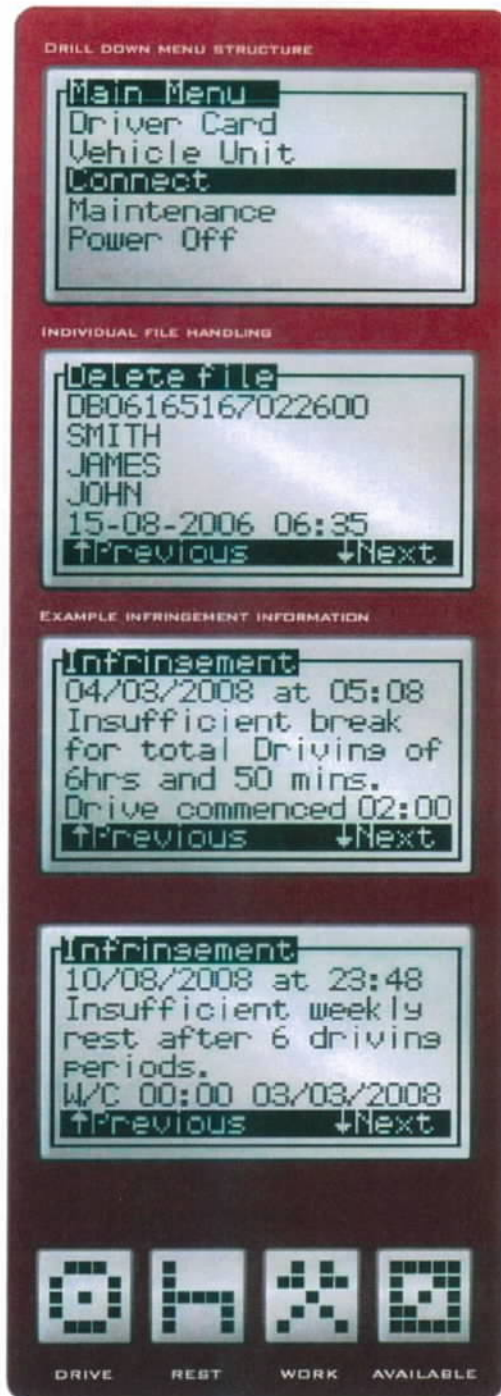 DRILL DOWN MENU STRUCTURE
Main Menu
Driver Card
Vehicle Unit
Connect
Maintenance
Power Off
INDIVIDUAL FILE HANDLING
Delete file
DB06165167022600
SMITH
JAMES
JOHN
15-08-2006 06:35
↑Previous ↓Next
EXAMPLE INFRINGEMENT INFORMATION
Infringement
04/03/2008 at 05:08
Insufficient break
for total Driving of
6hrs and 50 mins.
Drive commenced 02:00
↑Previous ↓Next
Infringement
10/08/2008 at 23:48
Insufficient weekly
rest after 6 driving
periods.
W/C 00:00 03/03/2008
↑Previous ↓Next
DRIVE REST WORK AVAILABLE